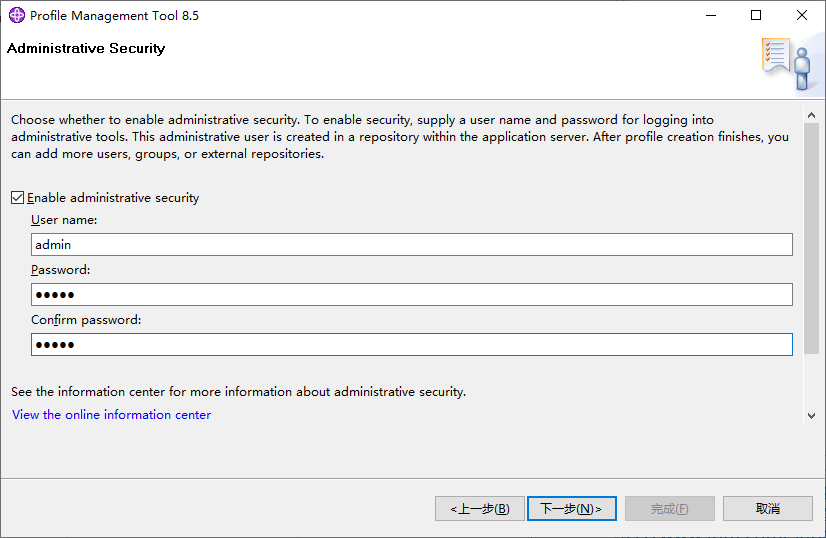 Profile Management Tool 8.5
Administrative Security
Choose whether to enable administrative security. To enable security, supply a user name and password for logging into
administrative tools. This administrative user is created in a repository within the application server. After profile creation finishes, you
can add more users, groups, or external repositories.
Enable administrative security
User name:
admin
Password:
●●●●●
Confirm password:
●●●●●
See the information center for more information about administrative security.
View the online information center
<上一步(B) 下一步(N)> 完成(F) 取消